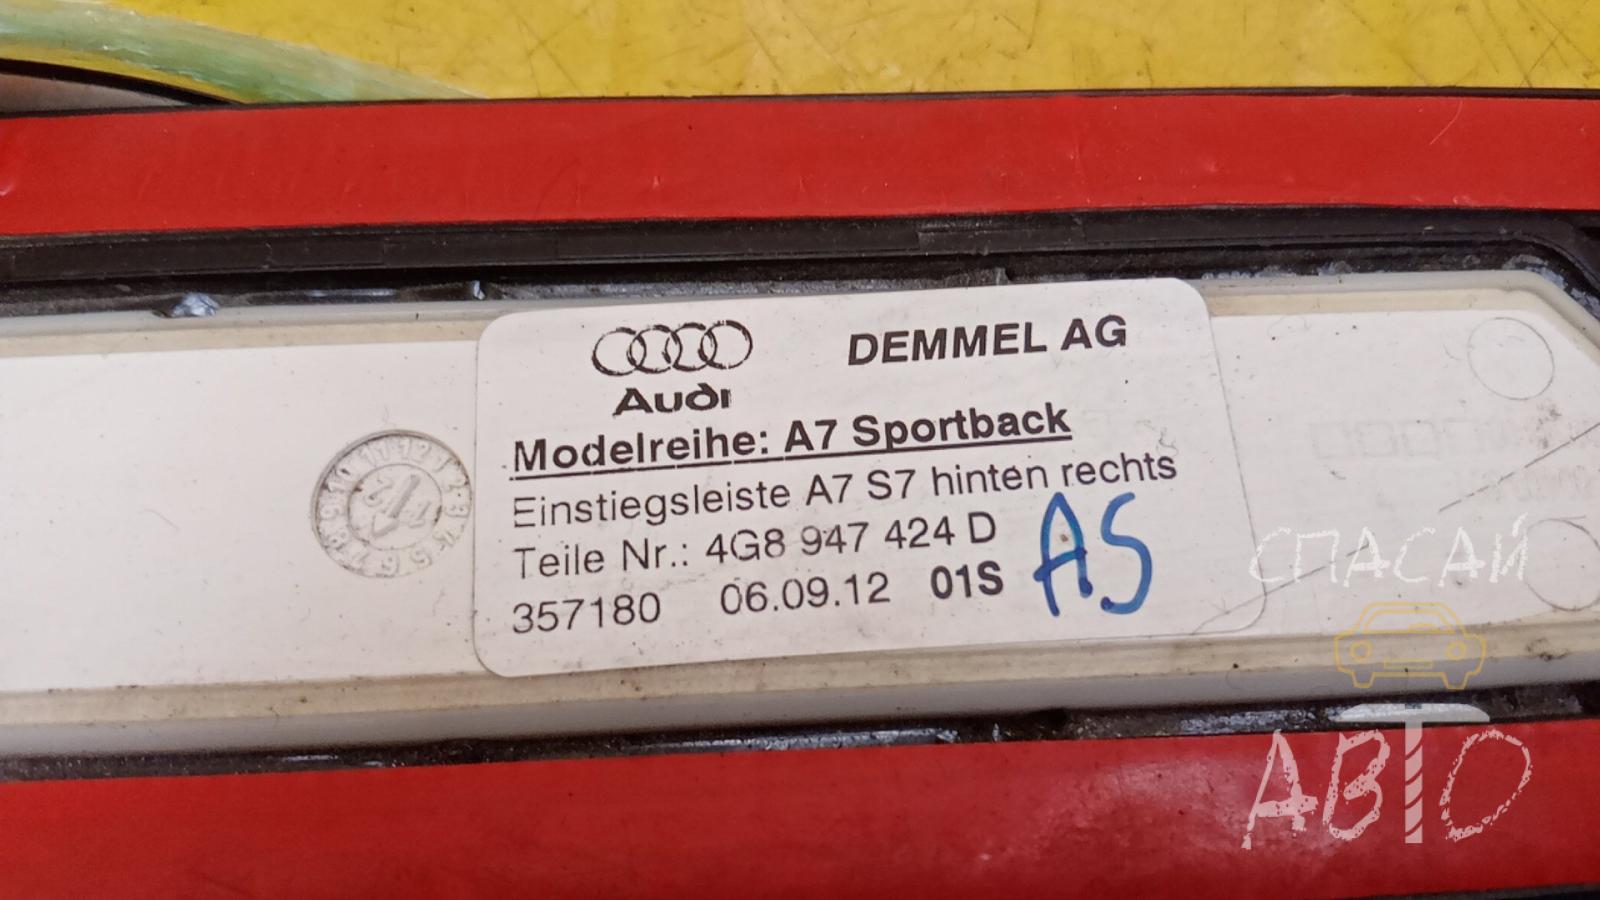 Audi
DEMMEL AG
Modelreihe: A7 Sportback
Einstiegsleiste A7 S7 hinten rechts
Teile Nr.: 4G8 947 424 D
357180 06.09.12 01S
AS
СПАСАЙ
АВТО